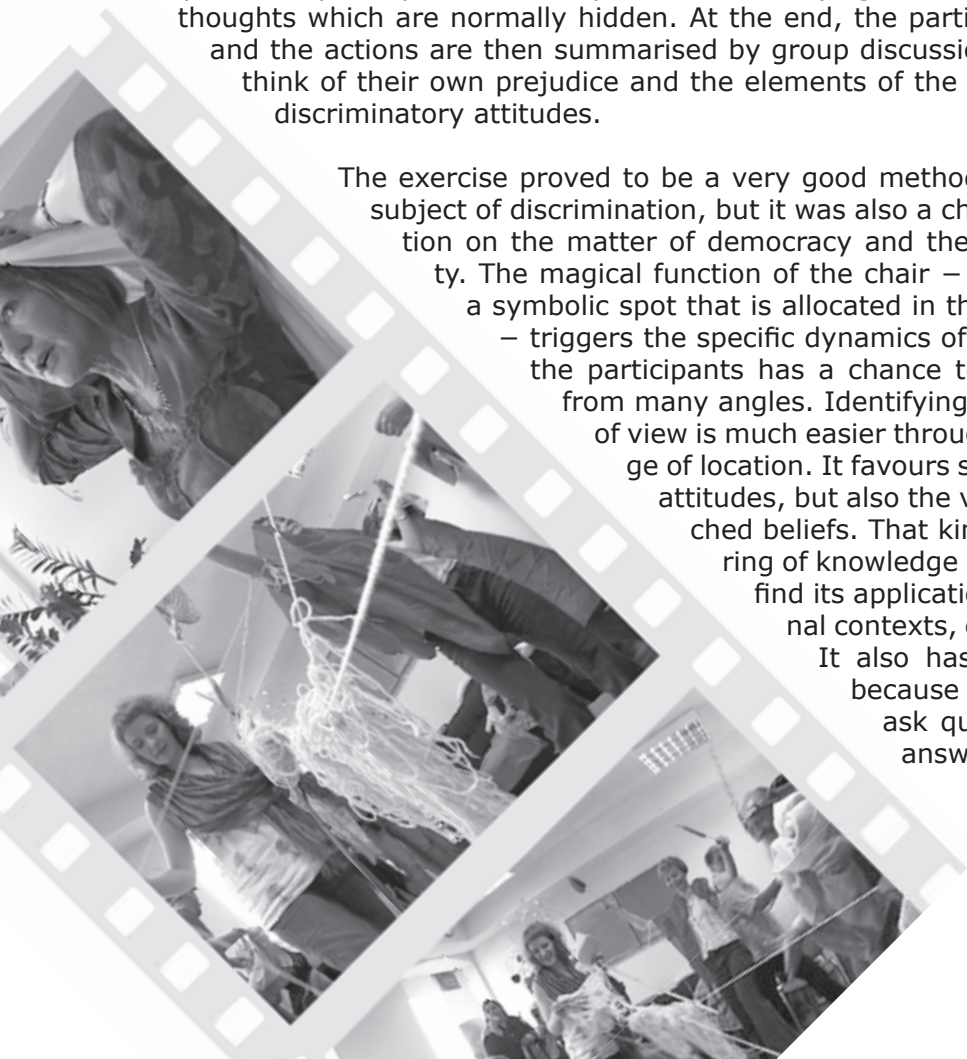 thoughts which are normally hidden. At the end, the parti
and the actions are then summarised by group discussio
think of their own prejudice and the elements of the
discriminatory attitudes.
The exercise proved to be a very good metho
subject of discrimination, but it was also a ch
tion on the matter of democracy and the
ty. The magical function of the chair –
a symbolic spot that is allocated in th
– triggers the specific dynamics of
the participants has a chance t
from many angles. Identifying
of view is much easier throu
ge of location. It favours s
attitudes, but also the v
ched beliefs. That kin
ring of knowledge
find its applicati
nal contexts,
It also has
because
ask qu
answ